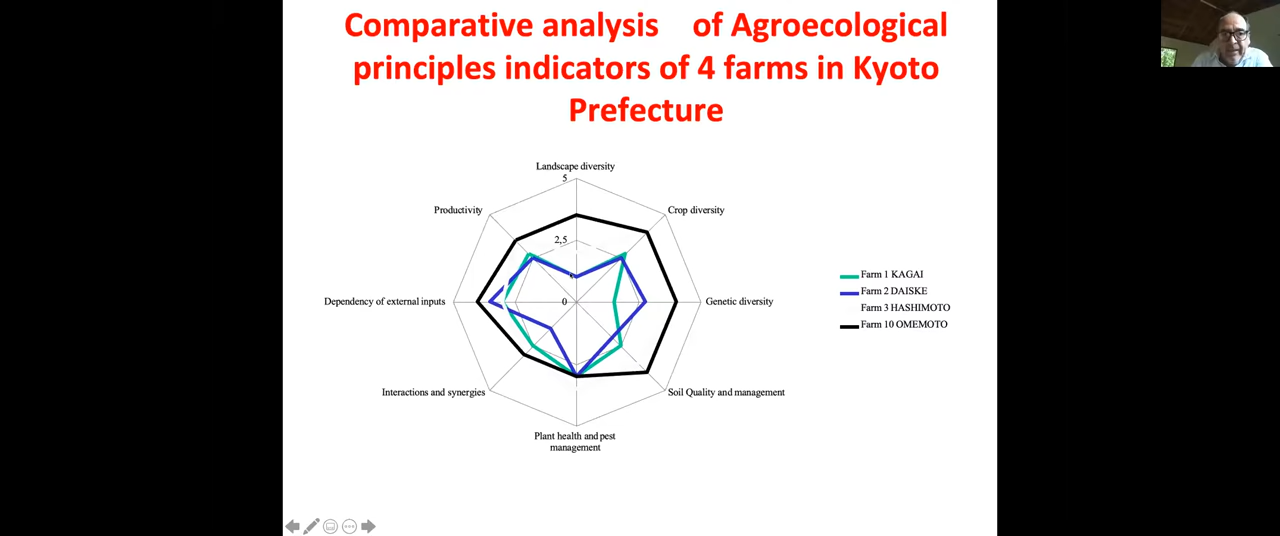 Comparative analysis of Agroecological
principles indicators of 4 farms in Kyoto
Prefecture
Landscape diversity
5
Productivity
Crop diversity
2,5
Dependency of external inputs
0
Genetic diversity
Farm 1 KAGAI
Farm 2 DAISKE
Farm 3 HASHIMOTO
Farm 10 OMEMOTO
Interactions and synergies
Soil Quality and management
Plant health and pest
management